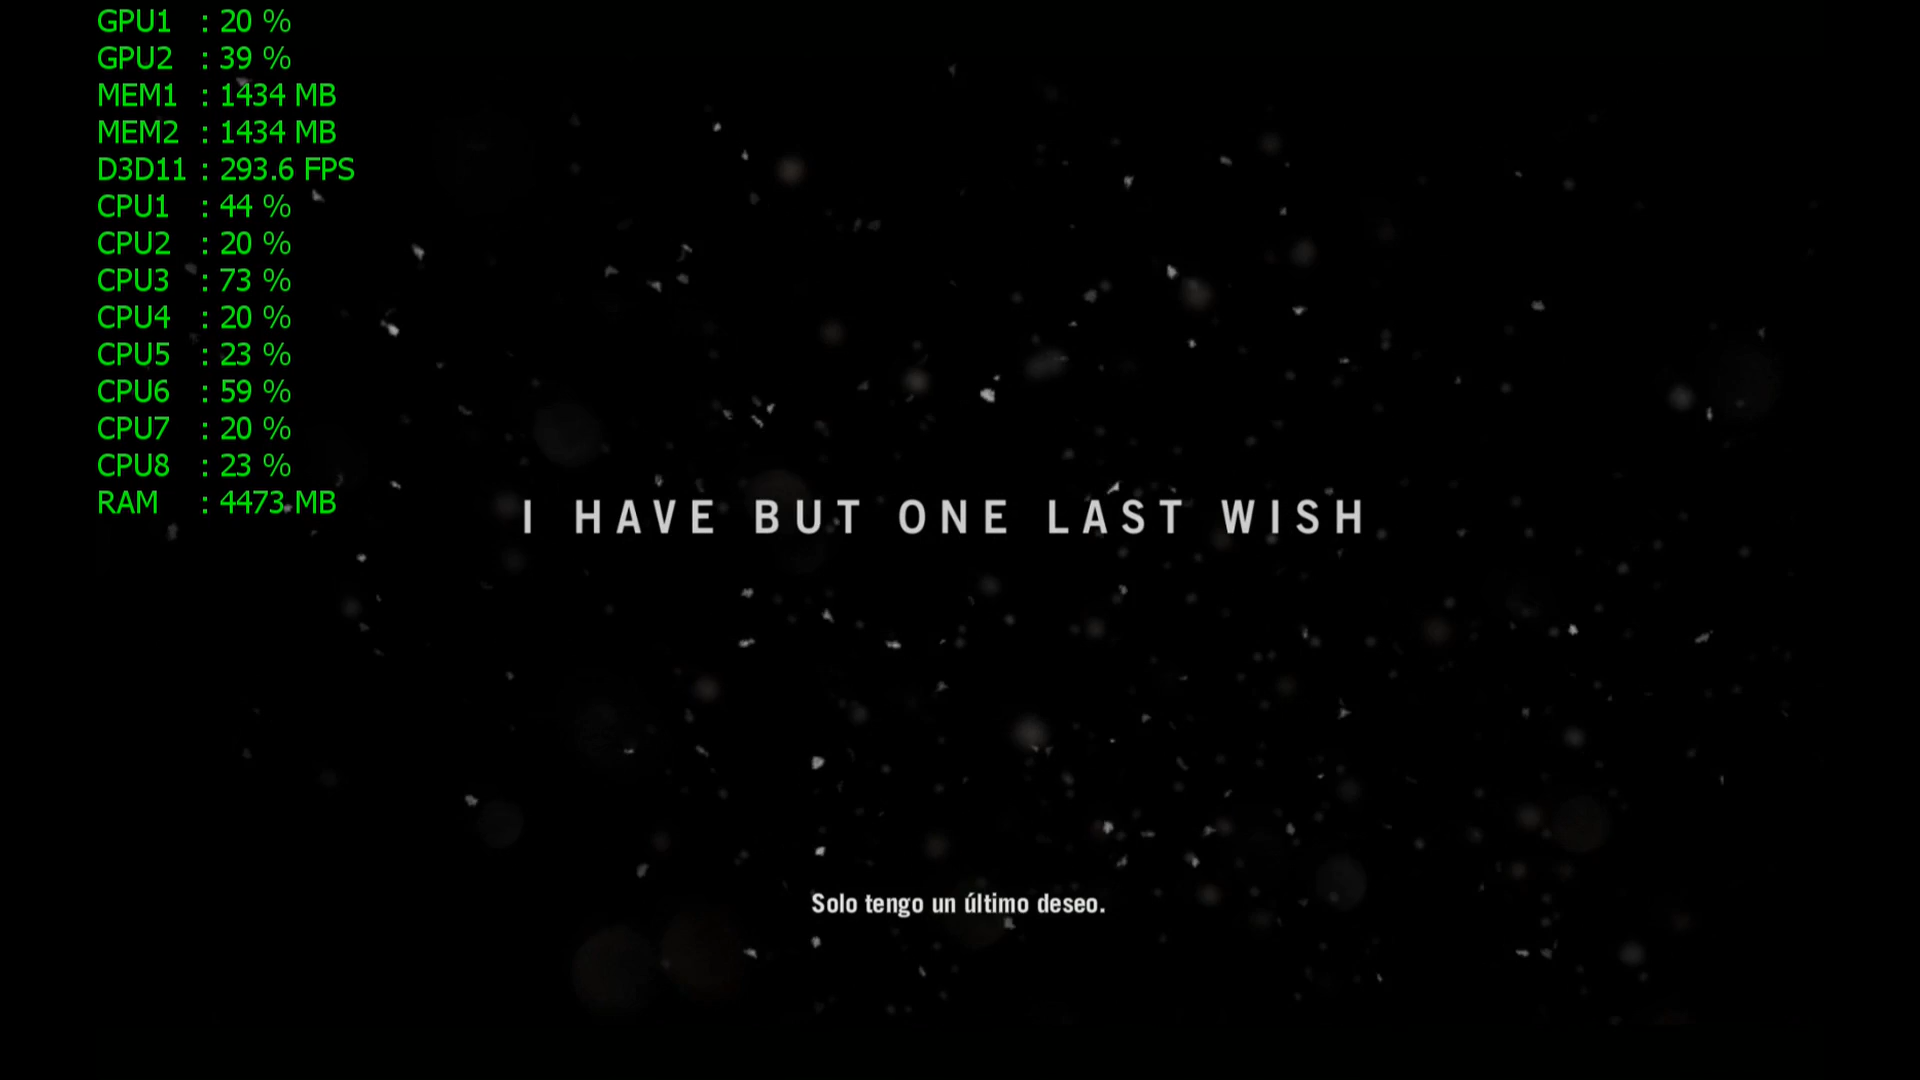 GPU1 : 20 %
GPU2 : 39 %
MEM1 : 1434 MB
MEM2 : 1434 MB
D3D11 : 293.6 FPS
CPU1 : 44 %
CPU2 : 20 %
CPU3 : 73 %
CPU4 : 20 %
CPU5 : 23 %
CPU6 : 59 %
CPU7 : 20 %
CPU8 : 23 %
RAM : 4473 MB
I HAVE BUT ONE LAST WISH
Solo tengo un último deseo.